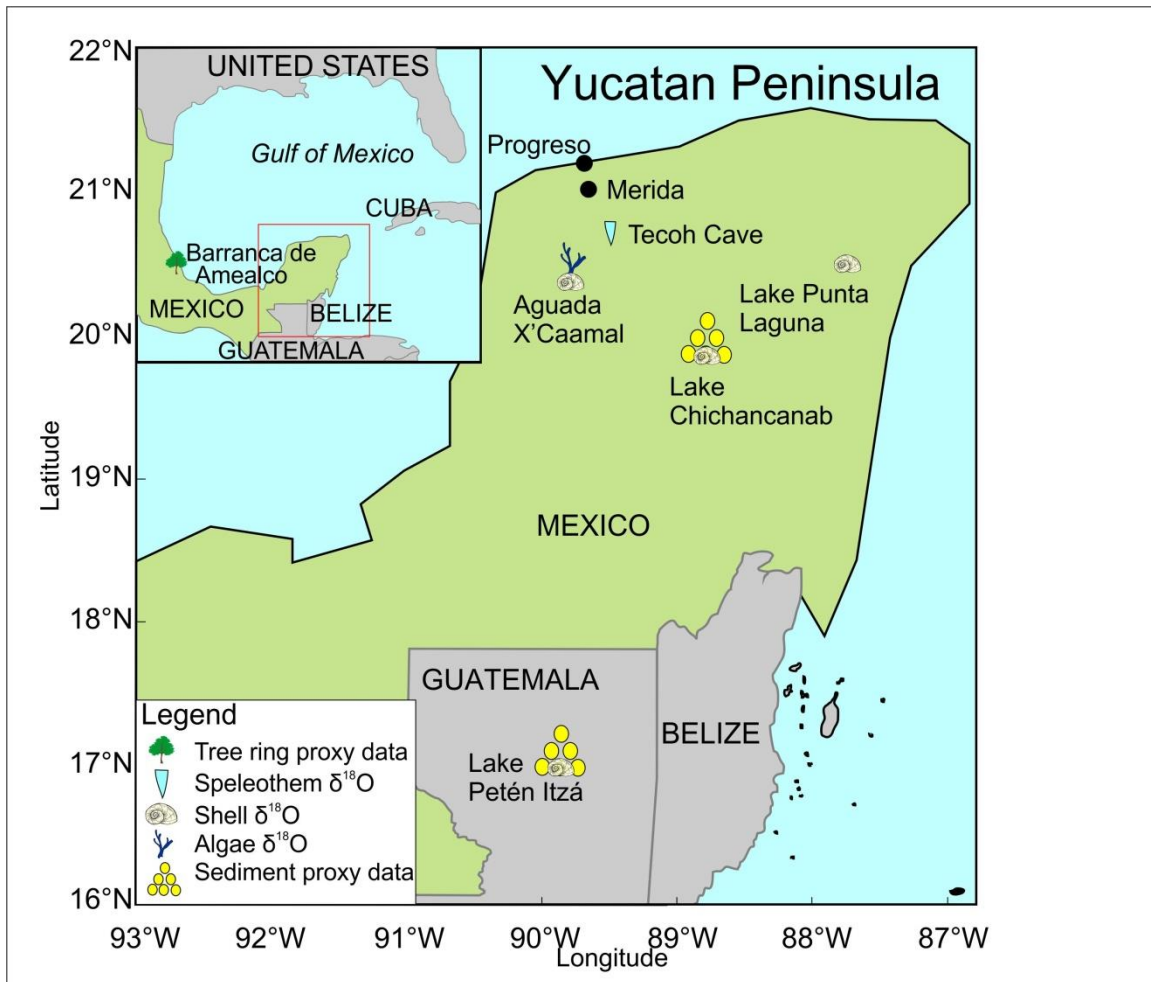 Yucatan Peninsula
UNITED STATES
Gulf of Mexico
CUBA
Barranca de
Amealco
MEXICO
BELIZE
GUATEMALA
Progreso
Merida
Tecoh Cave
Aguada
X'Caamal
Lake Punta
Laguna
Lake
Chichancanab
MEXICO
GUATEMALA
BELIZE
Lake
Petén Itzá
Legend
Tree ring proxy data
Speleothem δ¹⁸O
Shell δ¹⁸O
Algae δ¹⁸O
Sediment proxy data
Latitude
22°N
21°N
20°N
19°N
18°N
17°N
16°N
93°W 92°W 91°W 90°W 89°W 88°W 87°W
Longitude